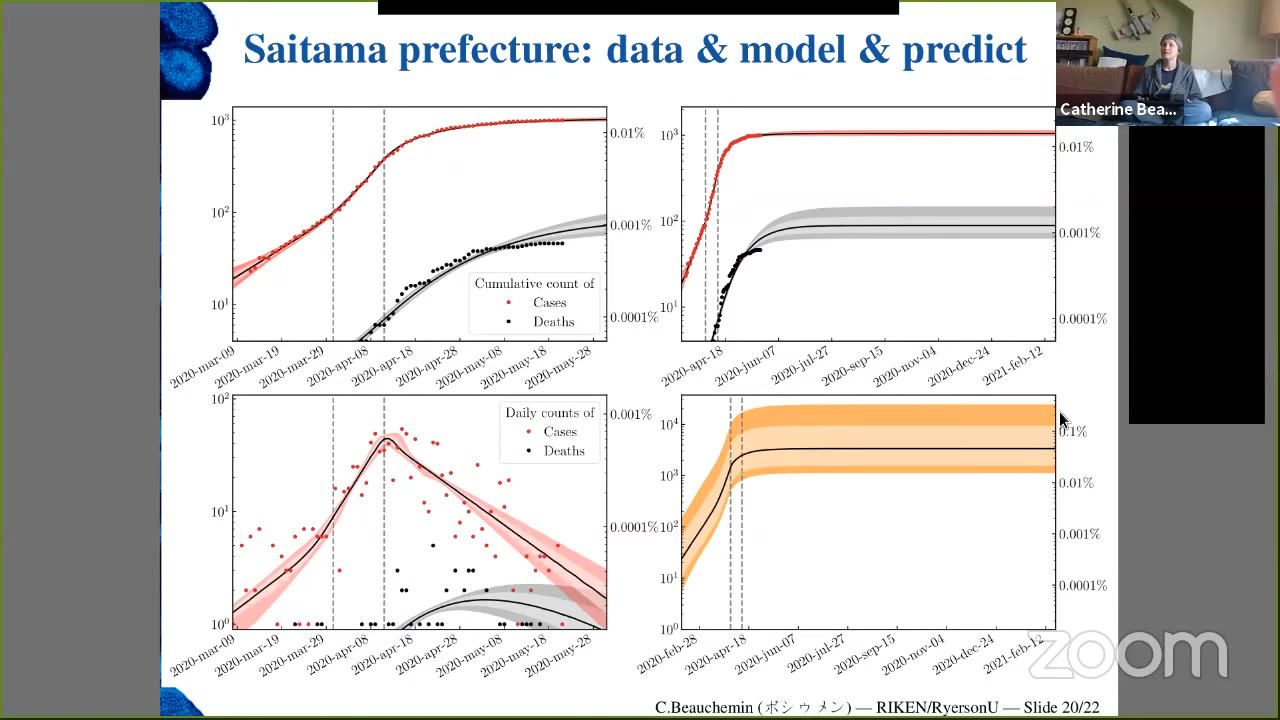 Saitama prefecture: data & model & predict
Catherine Bea...
10³
10²
10¹
0.01%
0.001%
0.0001%
Cumulative count of
Cases
Deaths
2020-mar-09
2020-mar-19
2020-mar-29
2020-apr-08
2020-apr-18
2020-apr-28
2020-may-08
2020-may-18
2020-may-28
10³
10²
10¹
0.01%
0.001%
0.0001%
2020-apr-18
2020-jun-07
2020-jul-27
2020-sep-15
2020-nov-04
2020-dec-24
2021-feb-12
10²
10¹
10⁰
0.001%
0.0001%
Daily counts of
Cases
Deaths
2020-mar-09
2020-mar-19
2020-mar-29
2020-apr-08
2020-apr-18
2020-apr-28
2020-may-08
2020-may-18
2020-may-28
10⁴
10³
10²
10¹
10⁰
0.1%
0.01%
0.001%
0.0001%
2020-feb-28
2020-apr-18
2020-jun-07
2020-jul-27
2020-sep-15
2020-nov-04
2020-dec-24
2021-feb-12
zoom
C.Beauchemin (ボシゥメン) — RIKEN/RyersonU — Slide 20/22